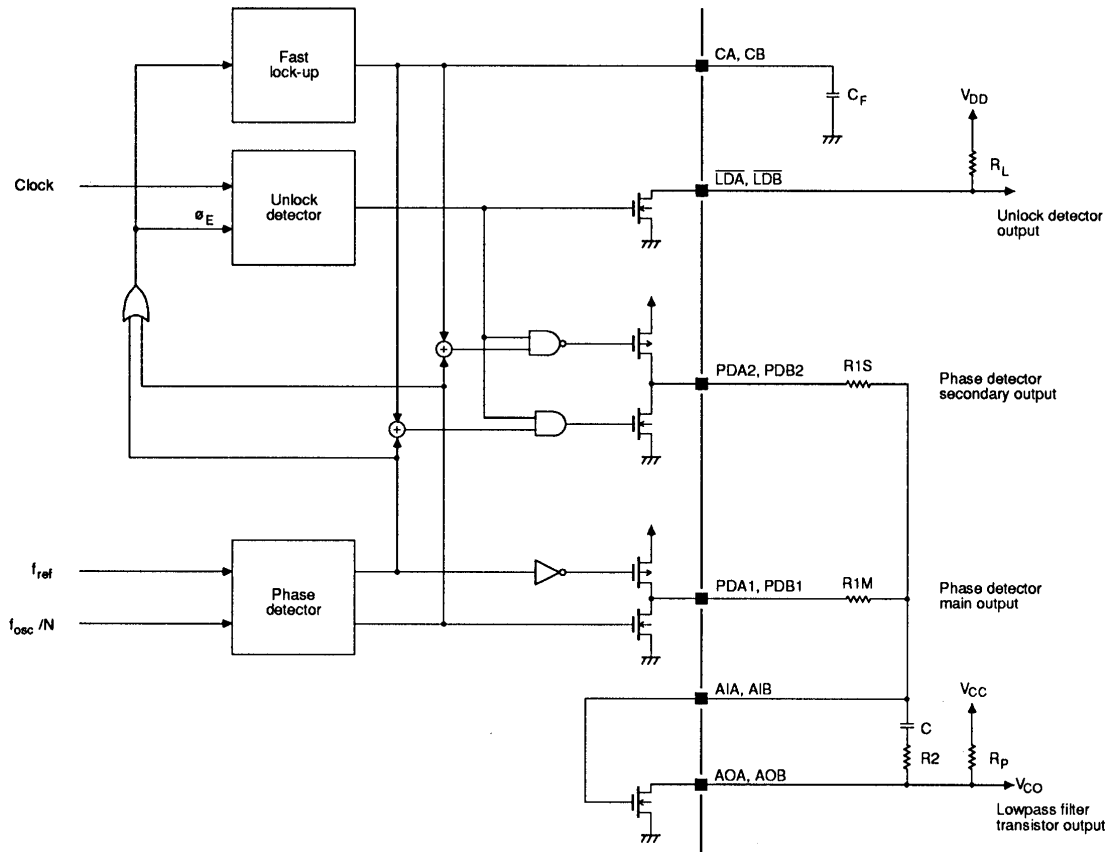 Fast
lock-up
CA, CB
C_F
V_DD
R_L
Clock
ø_E
Unlock
detector
L̅D̅A̅, L̅D̅B̅
Unlock detector
output
+
PDA2, PDB2
R1S
Phase detector
secondary output
+
f_ref
f_osc /N
Phase
detector
PDA1, PDB1
R1M
Phase detector
main output
AIA, AIB
V_CC
C
R2
R_P
AOA, AOB
V_CO
Lowpass filter
transistor output